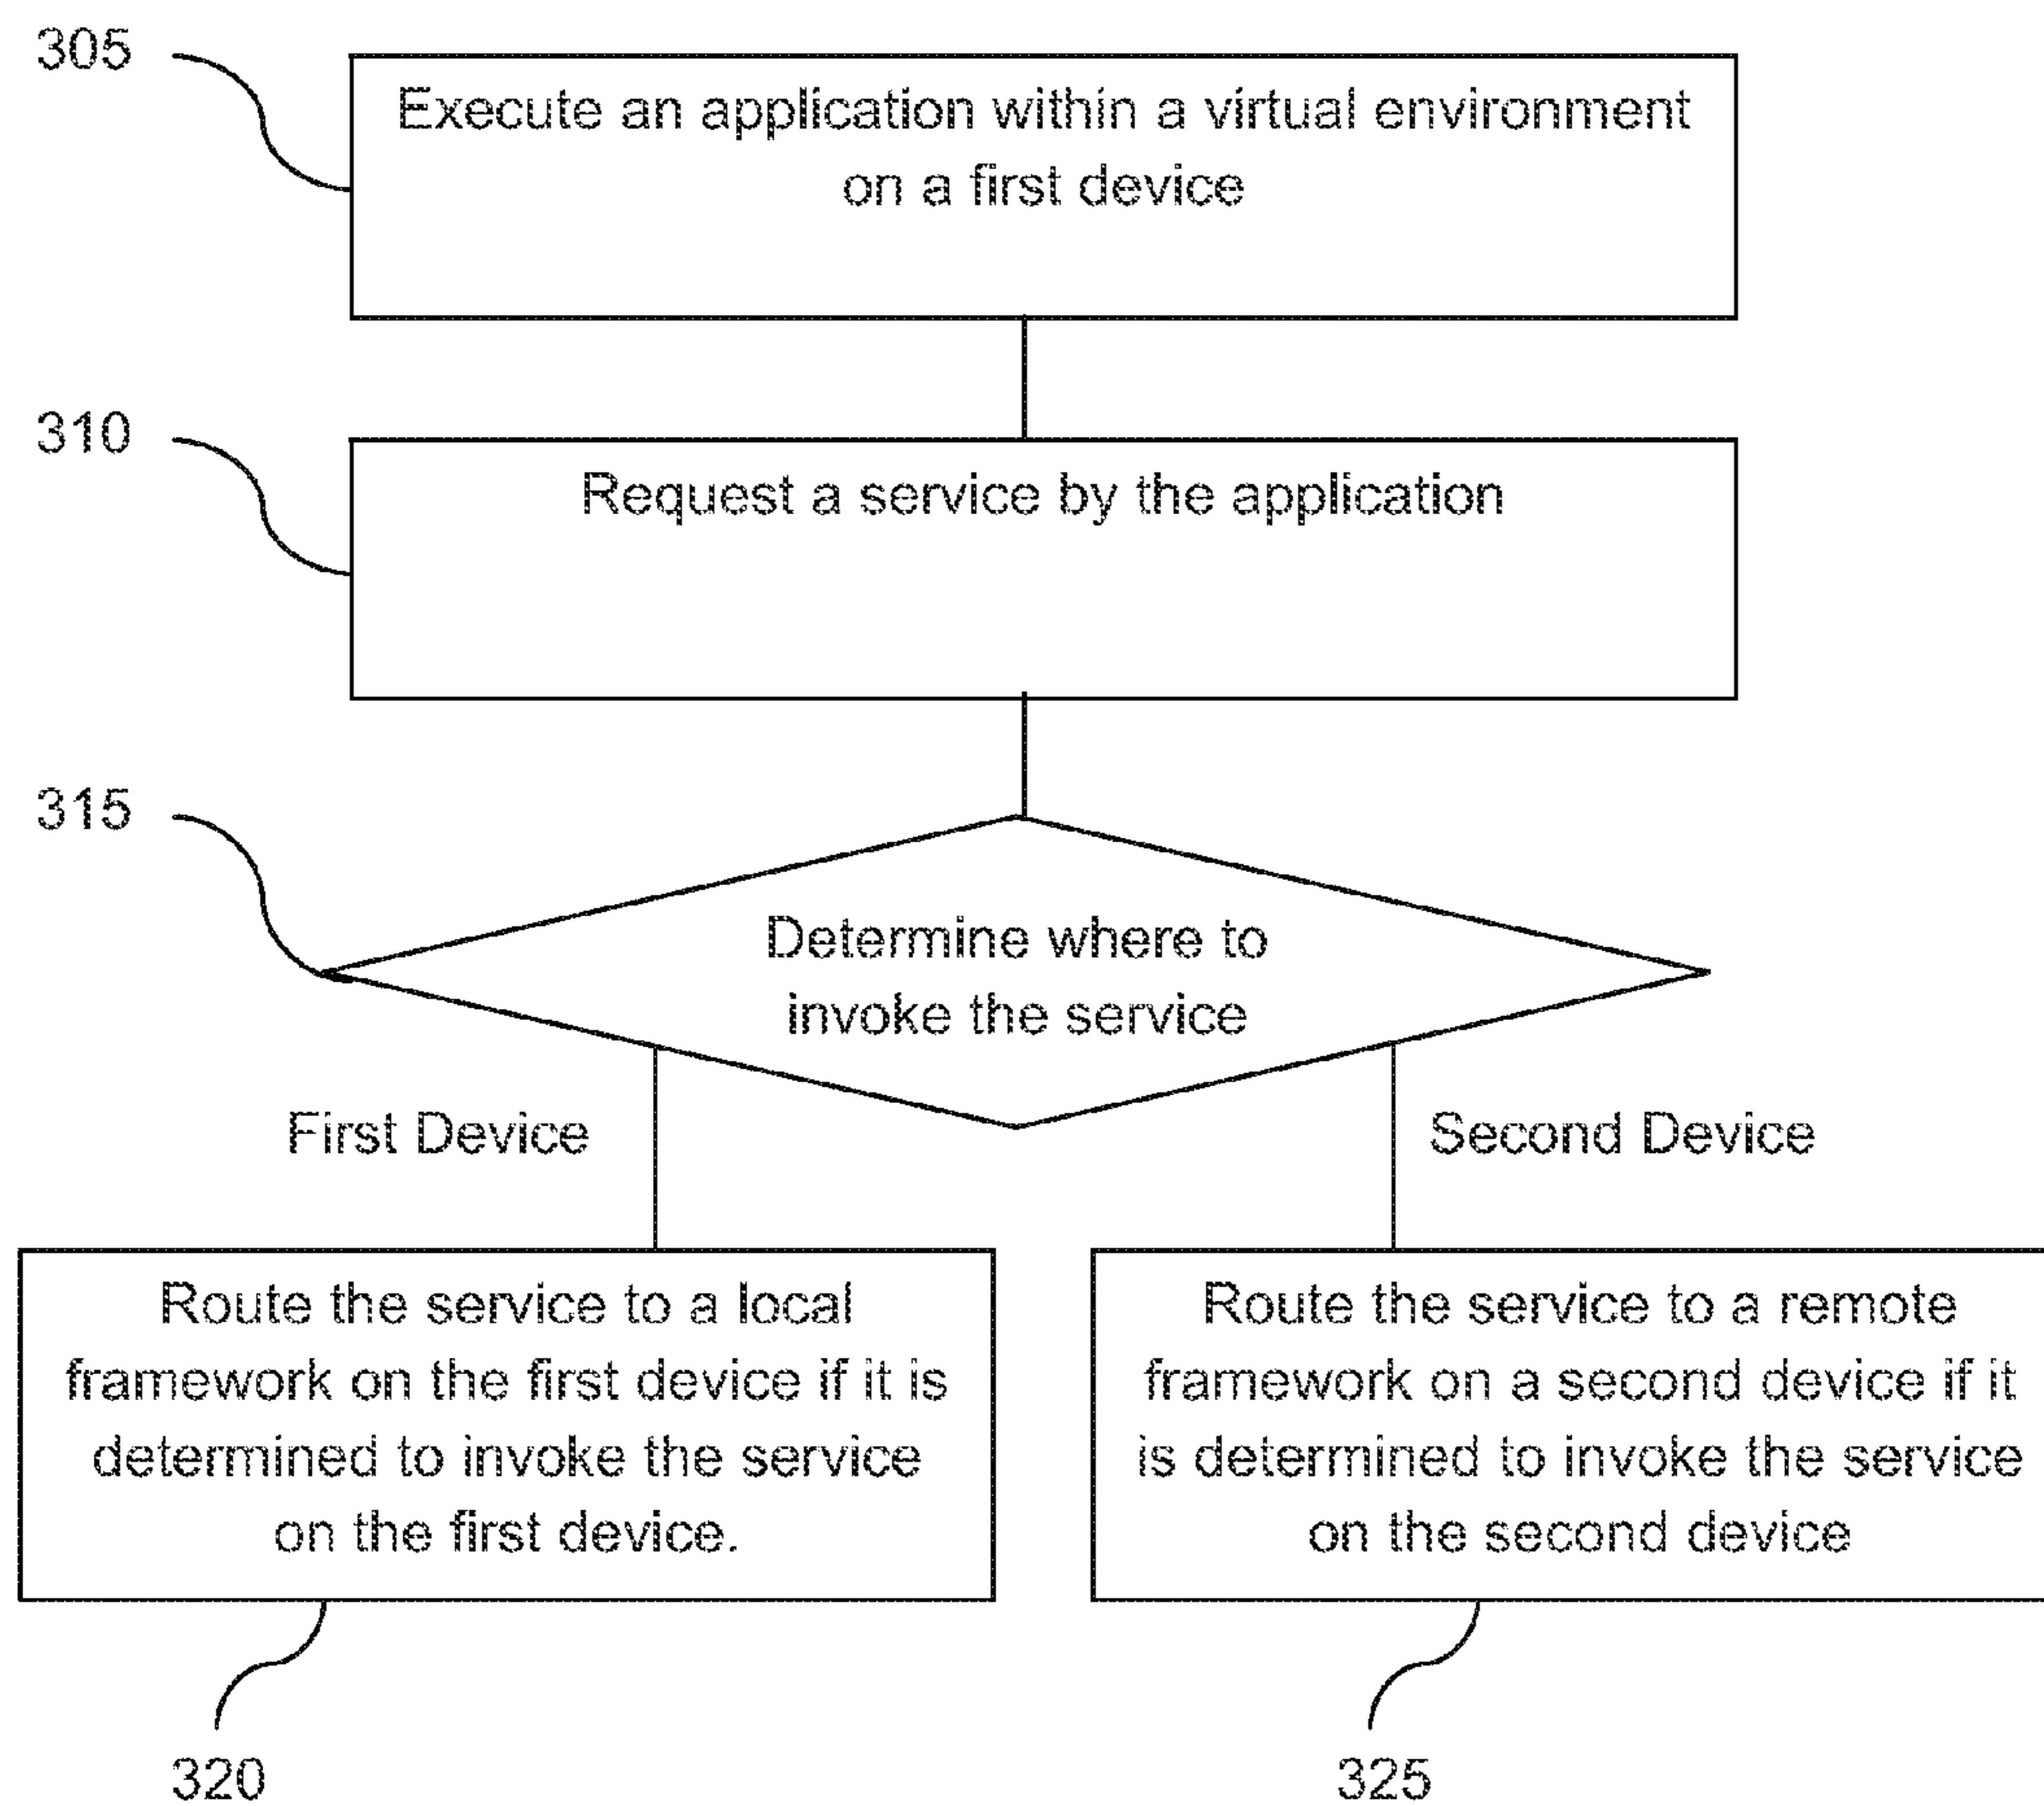 305
Execute an application within a virtual environment
on a first device
310
Request a service by the application
315
Determine where to
invoke the service
First Device
Second Device
Route the service to a local
framework on the first device if it is
determined to invoke the service
on the first device.
Route the service to a remote
framework on a second device if it
is determined to invoke the service
on the second device
320
325